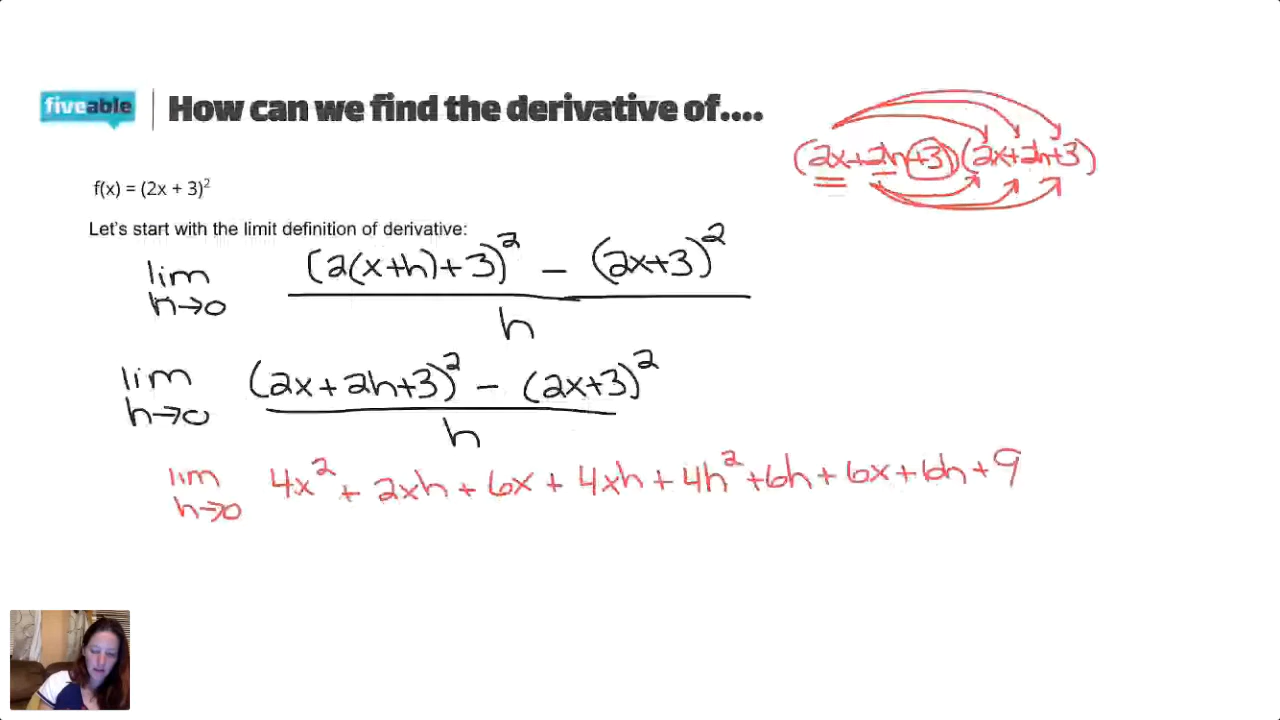 fiveable
How can we find the derivative of....
(2x+2h+3)(2x+2h+3)
f(x) = (2x + 3)²
Let's start with the limit definition of derivative:
lim h→0 (2(x+h)+3)² − (2x+3)²
h
lim h→0 (2x+2h+3)² − (2x+3)²
h
lim h→0 4x² + 2xh + 6x + 4xh + 4h² + 6h + 6x + 6h + 9